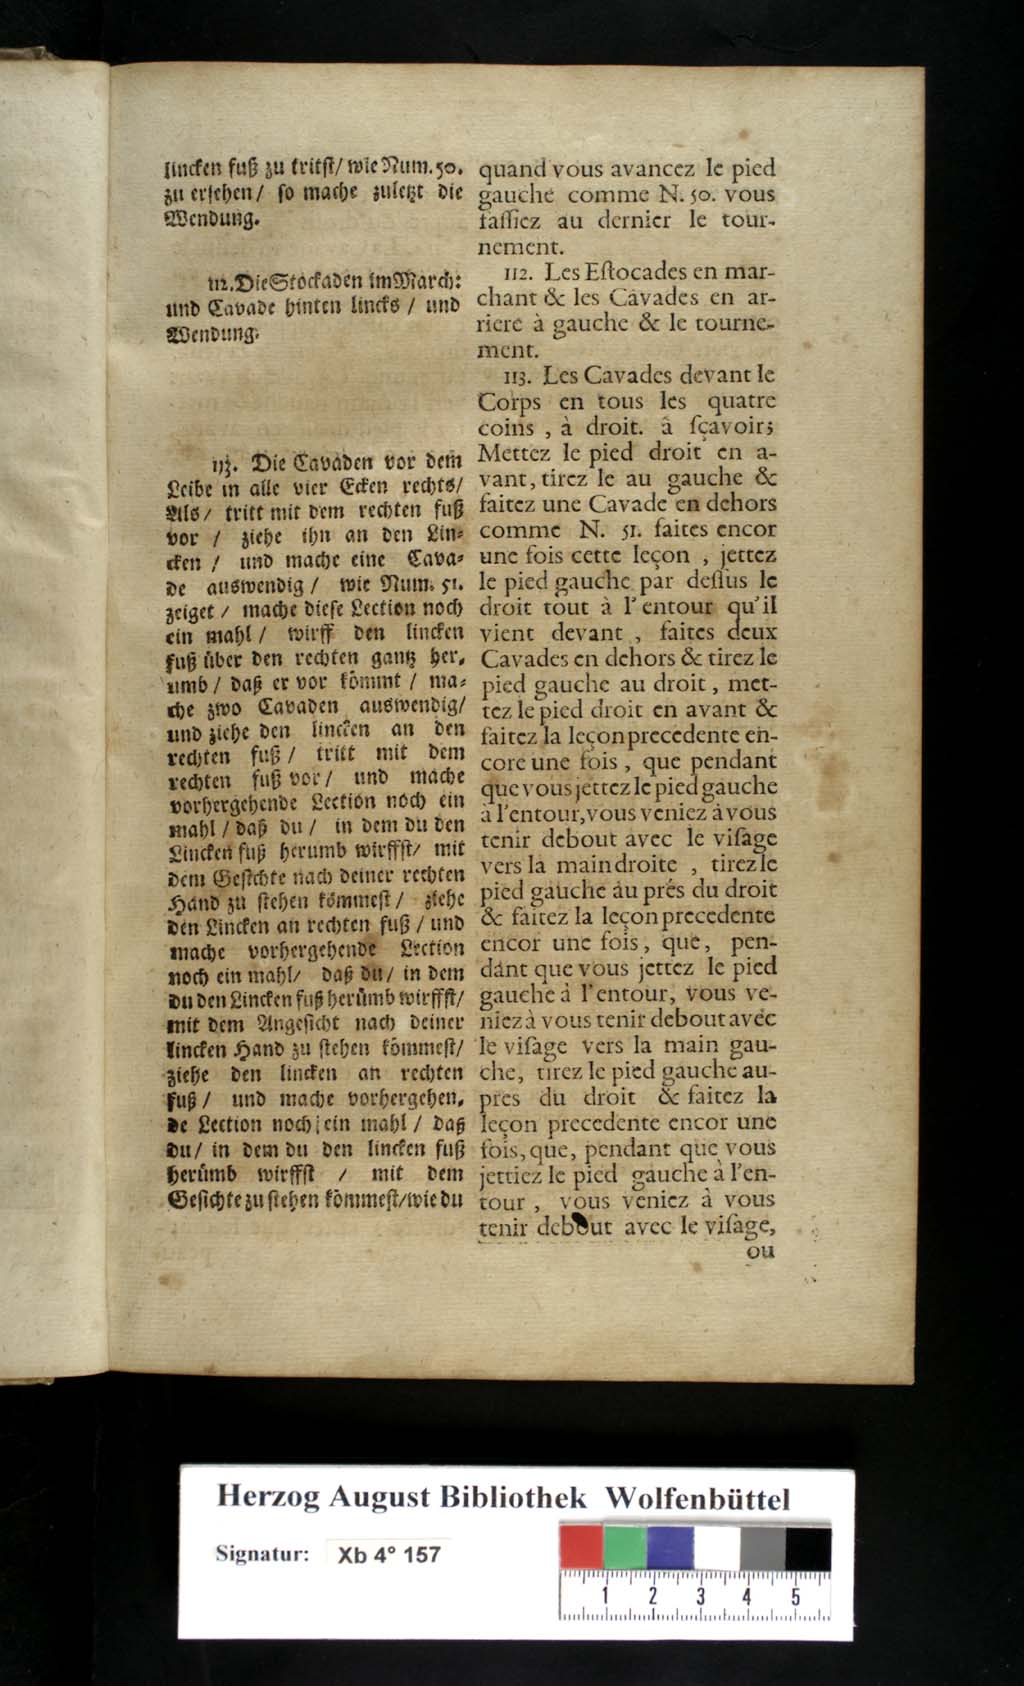 lincken fuß zu tritst/ wie Num. 50.
zu ersehen/ so mache zuletzt die
Wendung.
112. Die Stockaden im March:
und Cavade hinten lincks / und
Wendung.
113. Die Cavaden vor dem
Leibe in alle vier Ecken rechts/
Als/ tritt mit dem rechten fuß
vor / ziehe ihn an den Lin⸗
cken / und mache eine Cava⸗
de auswendig / wie Num. 51.
zeiget / mache diese Lection noch
ein mahl / wirff den lincken
fuß über den rechten gantz her,
umb / daß er vor kömmt / ma⸗
che zwo Cavaden auswendig/
und ziehe den lincken an den
rechten fuß / tritt mit dem
rechten fuß vor / und mache
vorhergehende Lection noch ein
mahl / daß du / in dem du den
Lincken fuß herumb wirffst/ mit
dem Gesichte nach deiner rechten
Hand zu stehen kömmest / ziehe
den Lincken an rechten fuß / und
mache vorhergehende Lection
noch ein mahl/ daß du/ in dem
du den Lincken fuß herůmb wirffst/
mit dem Angesicht nach deiner
lincken Hand zu stehen kömmest/
ziehe den lincken an rechten
fuß / und mache vorhergehen,
de Lection noch ein mahl / daß
du/ in dem du den lincken fuß
herůmb wirffst / mit dem
Gesichte zu stehen kömmest/ wie du
quand vous avancez le pied
gauche comme N. 50. vous
fassiez au dernier le tour-
nement.
112. Les Eſtocades en mar-
chant & les Cavades en ar-
riere à gauche & le tourne-
ment.
113. Les Cavades devant le
Corps en tous les quatre
coins , à droit. â ſçavoir;
Mettez le pied droit en a-
vant, tirez le au gauche &
faitez une Cavade en dehors
comme N. 51. faites encor
une fois cette leçon , jettez
le pied gauche par deſſus le
droit tout à l'entour qu'il
vient devant , faites deux
Cavades en dehors & tirez le
pied gauche au droit , met-
tez le pied droit en avant &
faitez la leçon precedente en-
core une fois , que pendant
que vous jettez le pied gauche
à l'entour, vous veniez à vous
tenir debout avec le viſage
vers la main droite , tirez le
pied gauche au prés du droit
& faitez la leçon precedente
encor une fois, que, pen-
dánt que vous jettez le pied
gauche à l'entour, vous ve-
niez à vous tenir debout avec
le viſage vers la main gau-
che, tirez le pied gauche au-
pres du droit & faitez la
leçon precedente encor une
fois, que, pendant que vous
jettiez le pied gauche à l'en-
tour , vous veniez à vous
tenir debout avec le viſage,
ou
Herzog August Bibliothek Wolfenbüttel
Signatur: Xb 4° 157
1 2 3 4 5